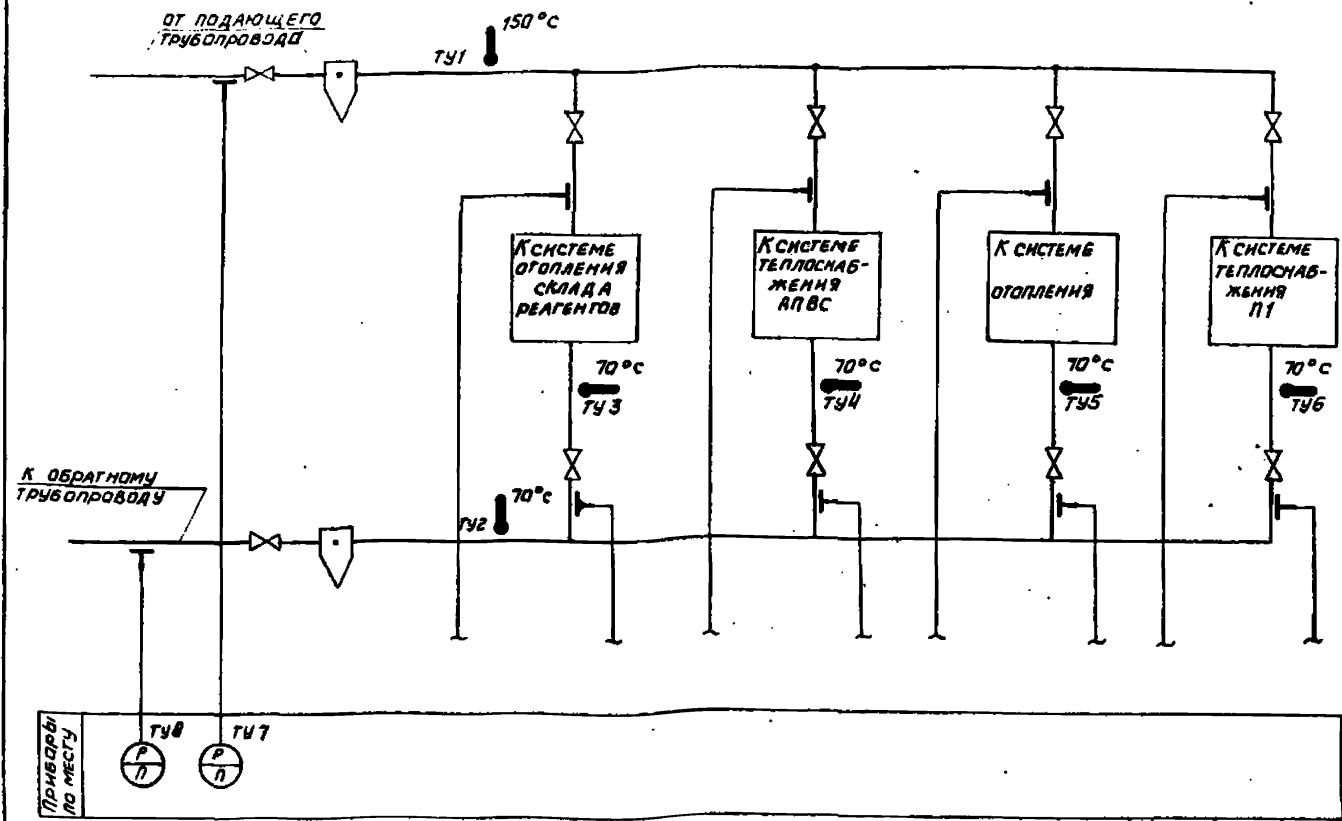 ОТ ПОДАЮЩЕГО
ТРУБОПРОВОДА
ТУ1
150°С
К СИСТЕМЕ
ОТОПЛЕНИЯ
СКЛАДА
РЕАГЕНТОВ
К СИСТЕМЕ
ТЕПЛОСНАБ-
ЖЕНИЯ
АПВС
К СИСТЕМЕ
ОТОПЛЕНИЯ
К СИСТЕМЕ
ТЕПЛОСНАБ-
ЖЕНИЯ
П1
70°С
ТУ3
70°С
ТУ4
70°С
ТУ5
70°С
ТУ6
К ОБРАТНОМУ
ТРУБОПРОВОДУ
ТУ2
70°С
ПРИБОРЫ
ПО МЕСТУ
ТУ8
Р
П
ТУ7
Р
П